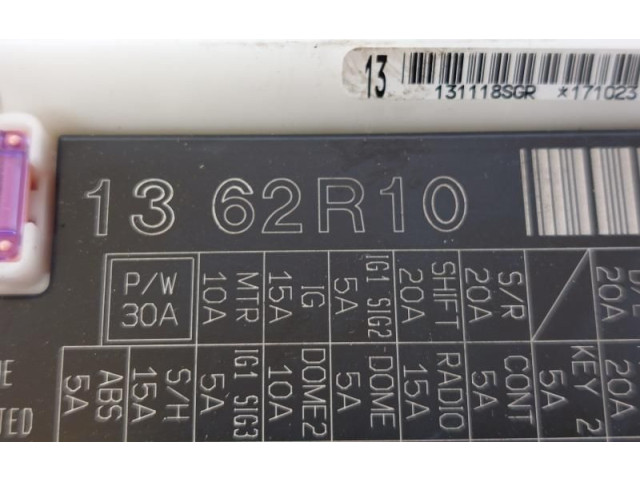 13 131118SGR *171023
13 62R10
P/W
30A
MTR
10A
IG
15A
IG1 SIG2
5A
SHIFT
20A
S/R
20A
20A
ABS
5A
S/H
15A
IG1 SIG3
5A
DOME2
10A
DOME
5A
RADIO
15A
CONT
5A
KEY 2
5A
20A